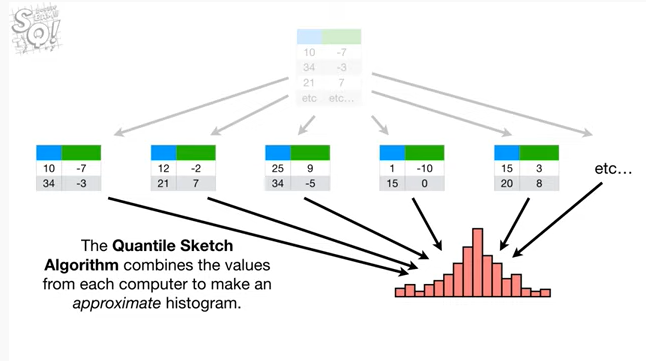 10 -7
34 -3
21 7
etc etc...
10 -7
34 -3
12 -2
21 7
25 9
34 -5
1 -10
15 0
15 3
20 8
etc...
The Quantile Sketch
Algorithm combines the values
from each computer to make an
approximate histogram.